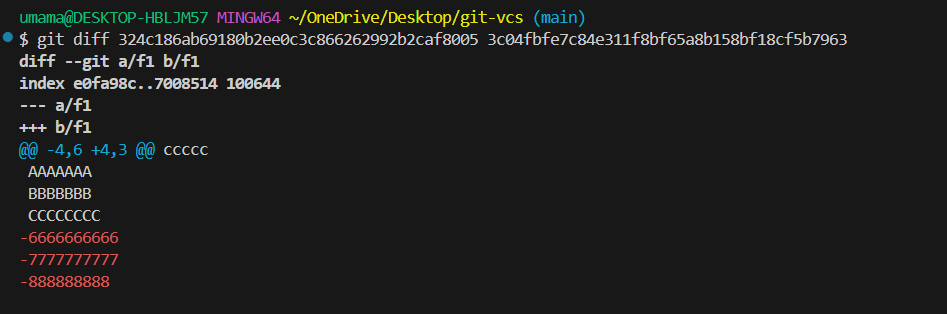 umama@DESKTOP-HBLJM57 MINGW64 ~/OneDrive/Desktop/git-vcs (main)
$ git diff 324c186ab69180b2ee0c3c866262992b2caf8005 3c04fbfe7c84e311f8bf65a8b158bf18cf5b7963
diff --git a/f1 b/f1
index e0fa98c..7008514 100644
--- a/f1
+++ b/f1
@@ -4,6 +4,3 @@ ccccc
 AAAAAAA
 BBBBBBB
 CCCCCCCC
-6666666666
-7777777777
-888888888